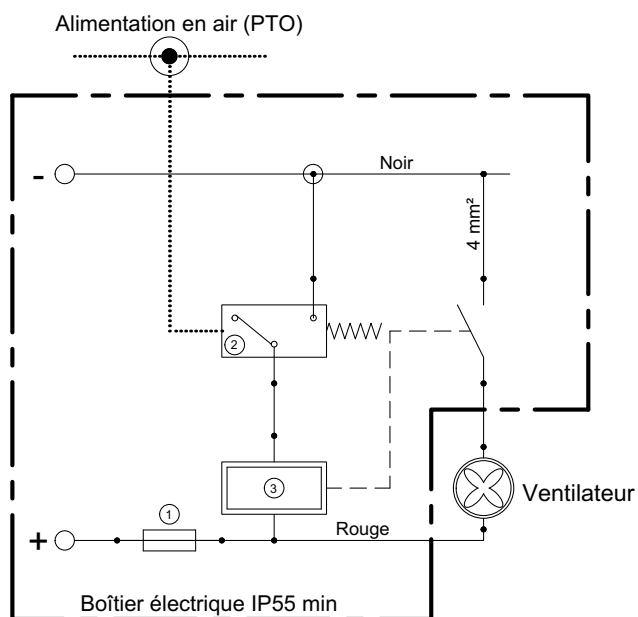 Alimentation en air (PTO)
-
Noir
4 mm²
2
3
1
Ventilateur
+
Rouge
Boîtier électrique IP55 min